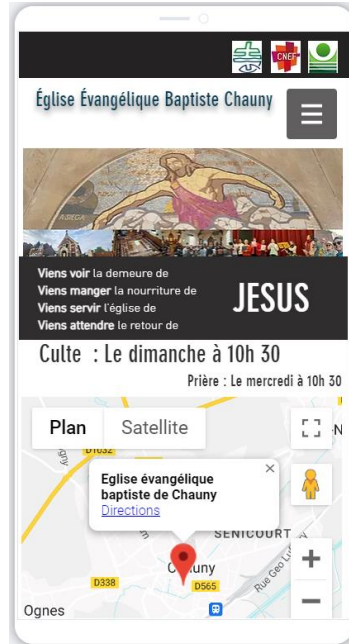 CNEF
Église Évangélique Baptiste Chauny
Viens voir la demeure de
Viens manger la nourriture de
Viens servir l'église de
Viens attendre le retour de
JESUS
Culte : Le dimanche à 10h 30
Prière : Le mercredi à 10h 30
Plan Satellite
D1032
Eglise évangélique
baptiste de Chauny
Directions
SENICOURT
Chauny
D338
D565
Rue Geo
Ognes